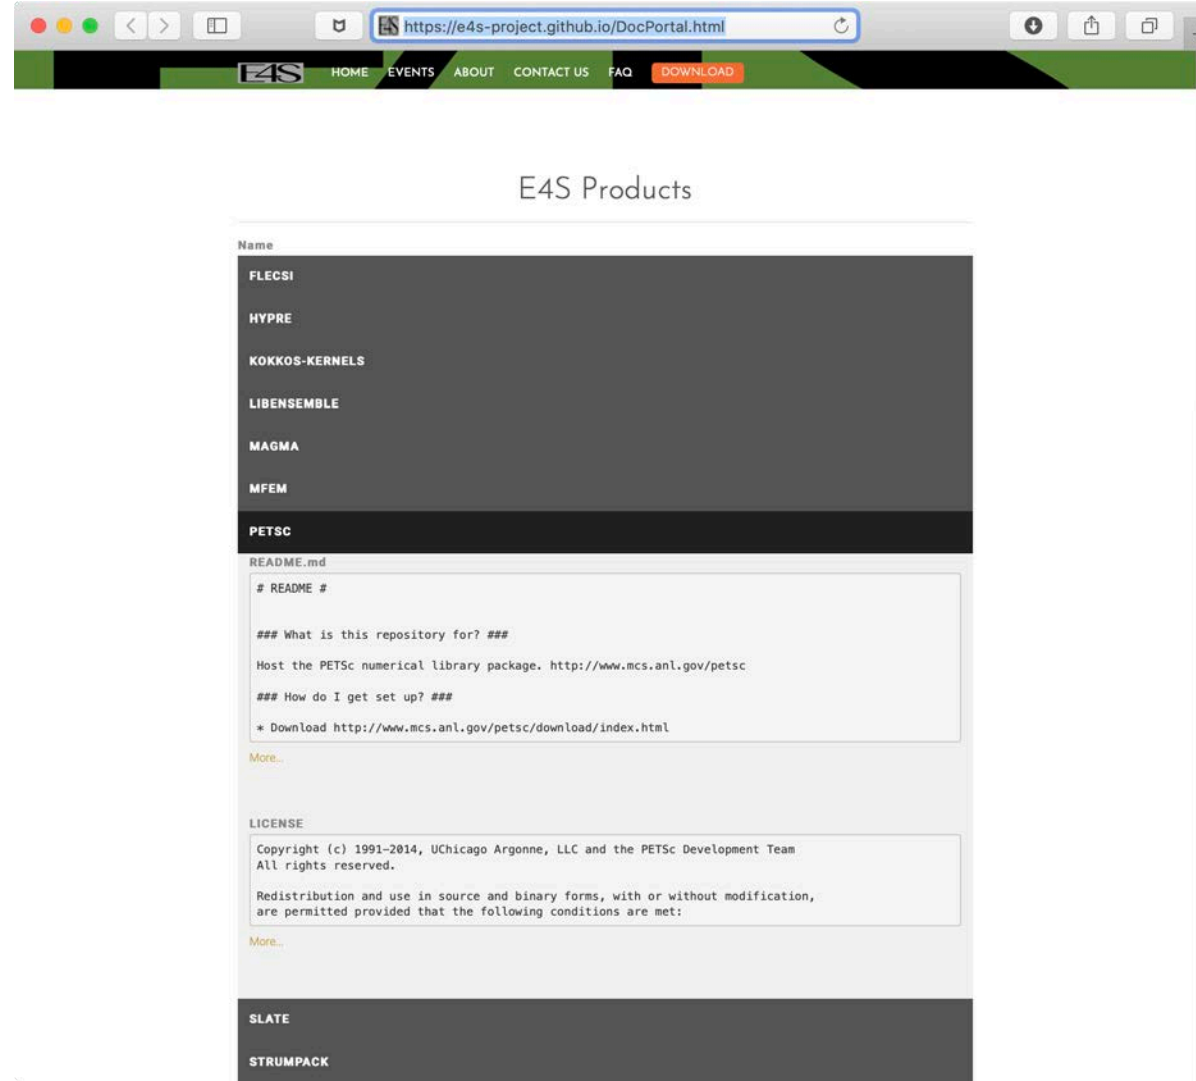 https://e4s-project.github.io/DocPortal.html
E4S HOME EVENTS ABOUT CONTACT US FAQ DOWNLOAD
E4S Products
Name
FLECSI
HYPRE
KOKKOS-KERNELS
LIBENSEMBLE
MAGMA
MFEM
PETSC
README.md
# README #
### What is this repository for? ###
Host the PETSc numerical library package. http://www.mcs.anl.gov/petsc
### How do I get set up? ###
* Download http://www.mcs.anl.gov/petsc/download/index.html
More...
LICENSE
Copyright (c) 1991-2014, UChicago Argonne, LLC and the PETSc Development Team
All rights reserved.
Redistribution and use in source and binary forms, with or without modification,
are permitted provided that the following conditions are met:
More...
SLATE
STRUMPACK